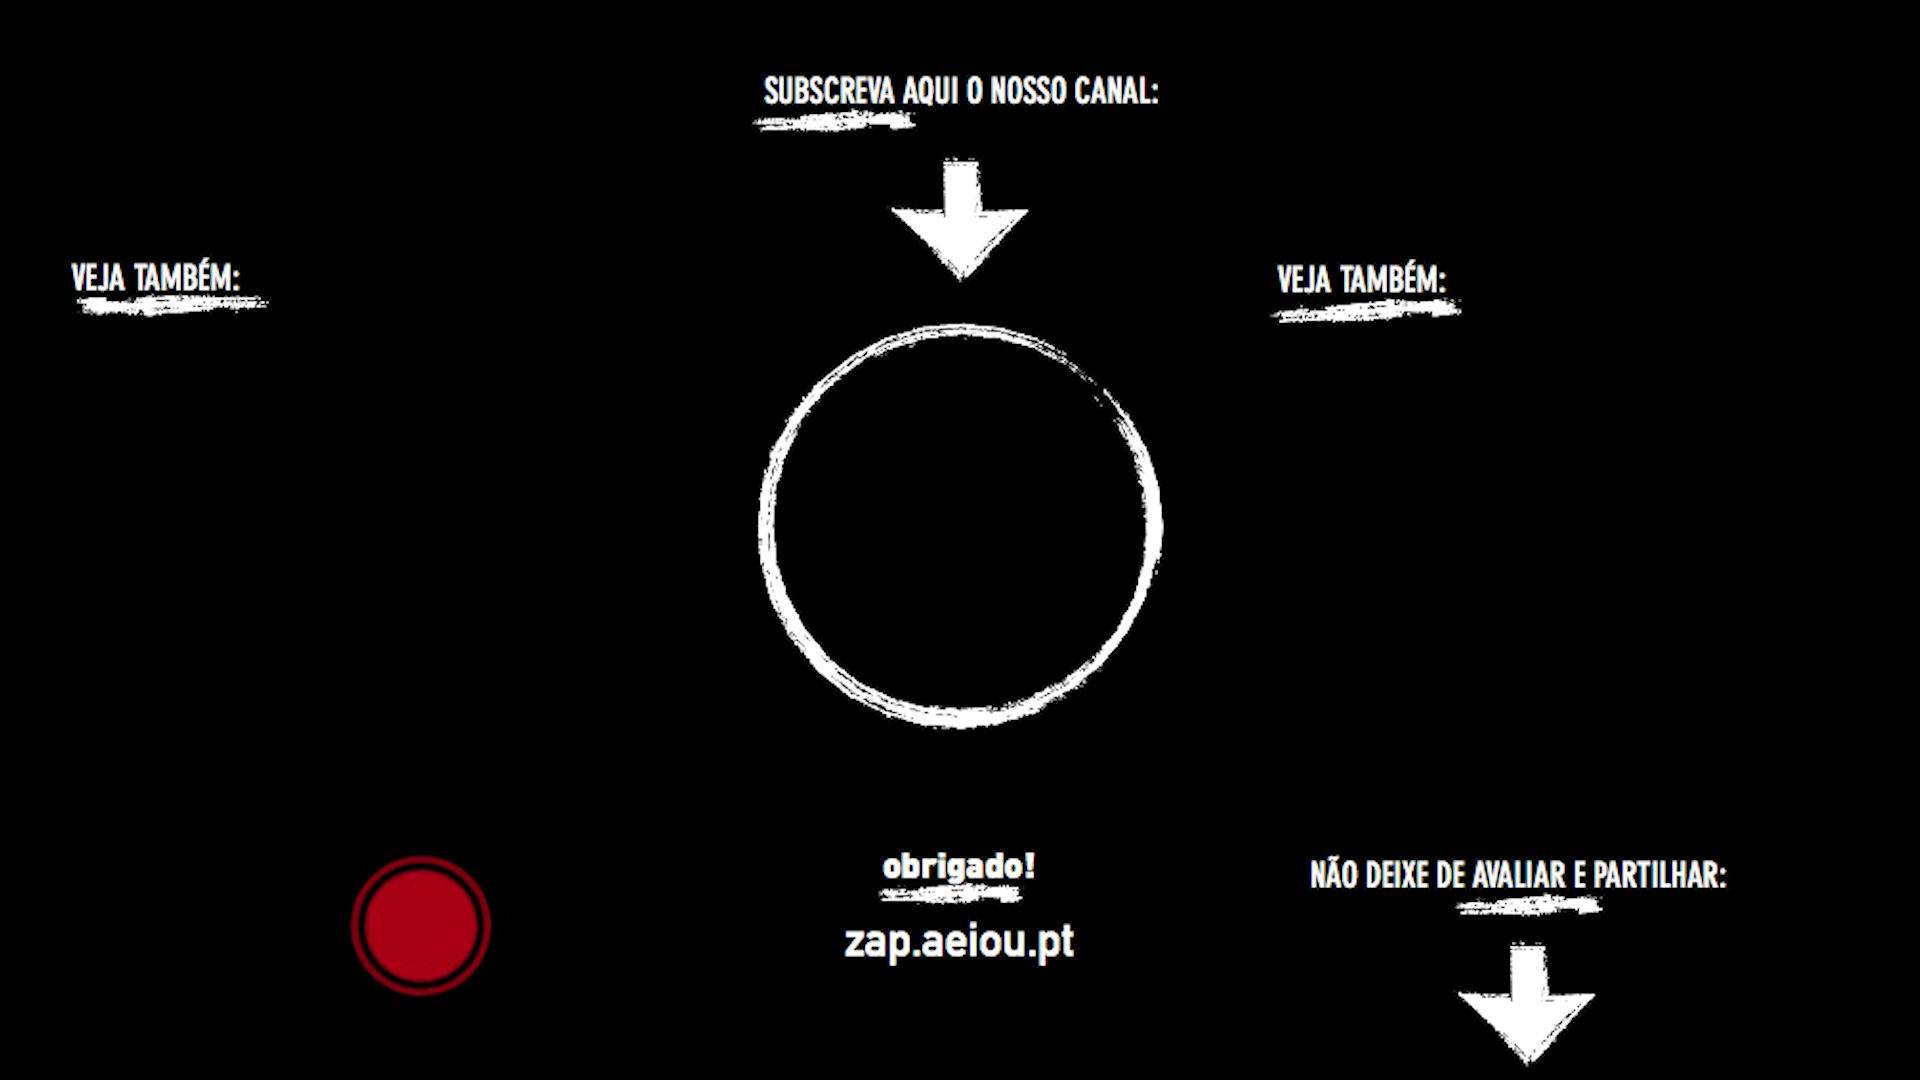 SUBSCREVA AQUI O NOSSO CANAL:
VEJA TAMBÉM:
VEJA TAMBÉM:
obrigado!
zap.aeiou.pt
NÃO DEIXE DE AVALIAR E PARTILHAR: